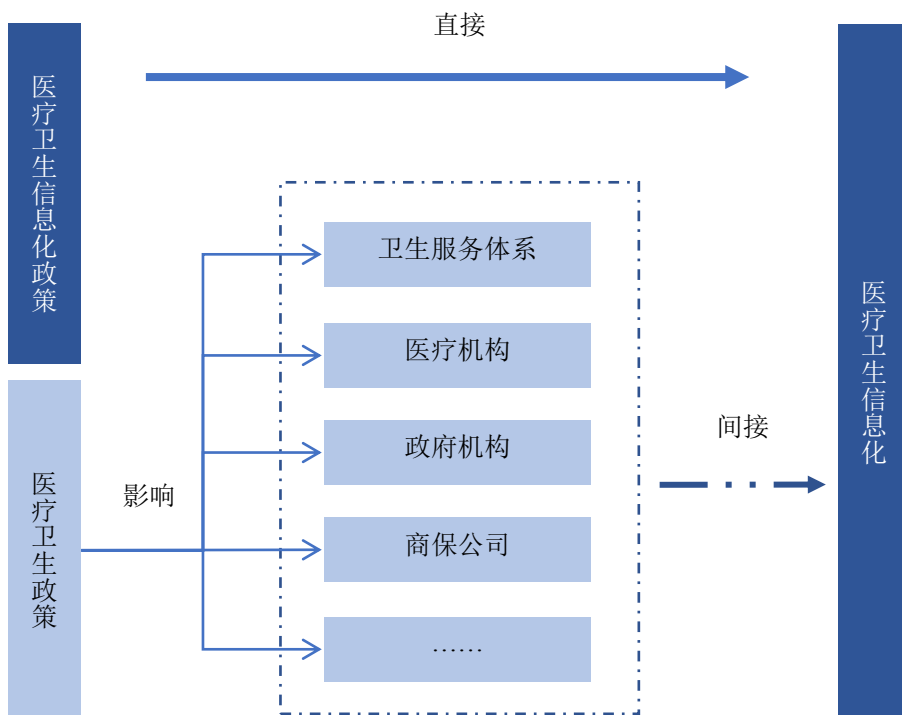 直接
医疗卫生信息化政策
卫生服务体系
医疗机构
政府机构
商保公司
……
影响
医疗卫生政策
间接
医疗卫生信息化